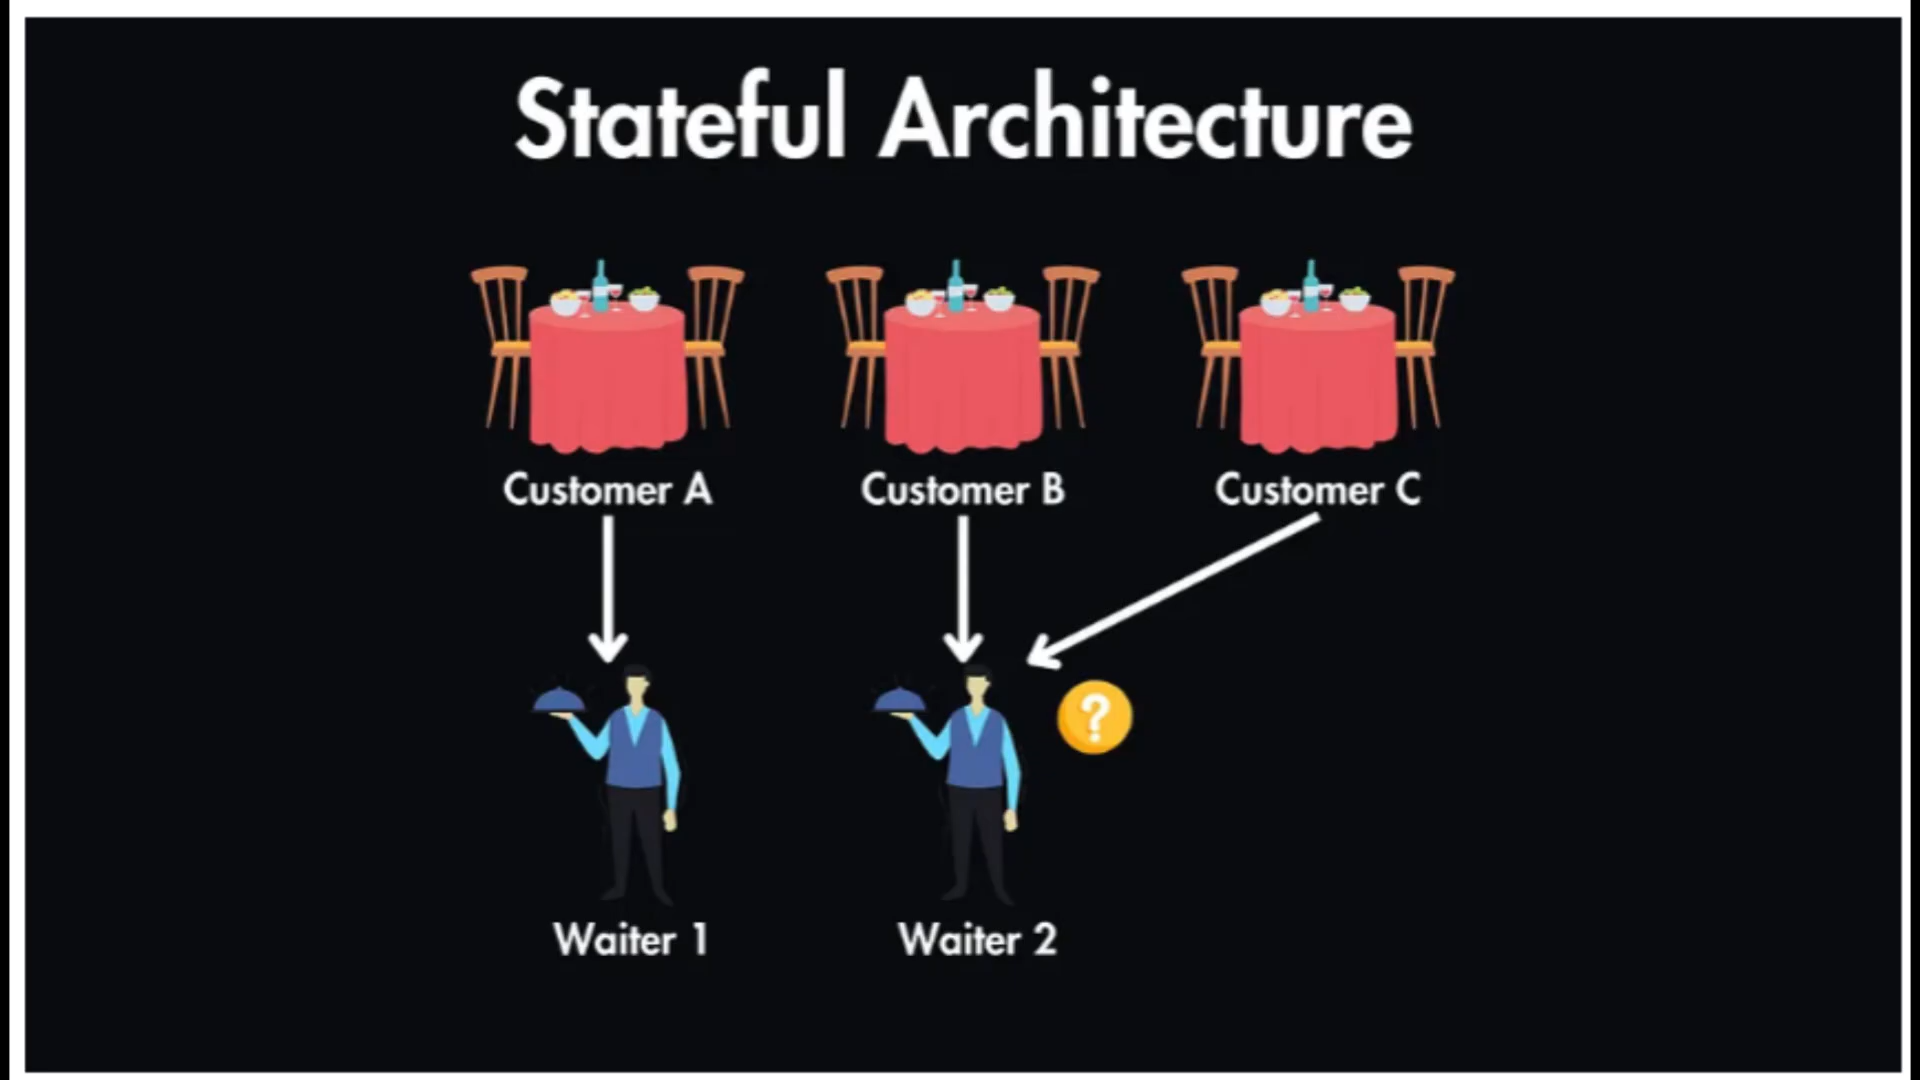 Stateful Architecture
Customer A
Customer B
Customer C
?
Waiter 1
Waiter 2